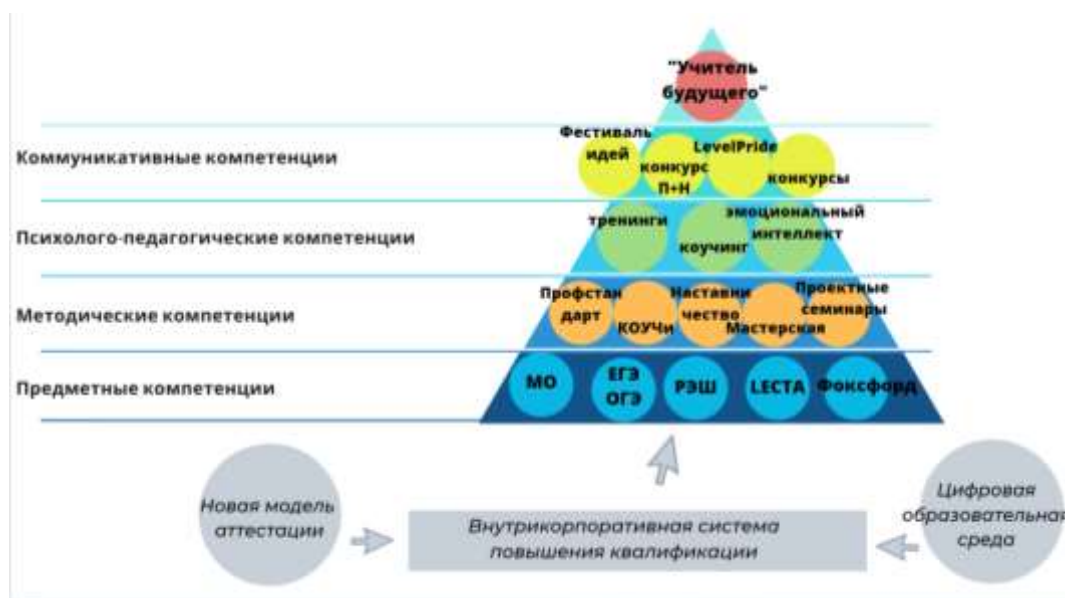 "Учитель
будущего"
Коммуникативные компетенции
Фестиваль
идей
конкурс
П+Н
LevelPride
конкурсы
Психолого-педагогические компетенции
тренинги
коучинг
эмоциональный
интеллект
Методические компетенции
Профстан
дарт
КОУЧи
Наставни
чество
Мастерская
Проектные
семинары
Предметные компетенции
МО
ЕГЭ
ОГЭ
РЭШ
LECTA
Фоксфорд
Новая модель
аттестации
Внутрикорпоративная система
повышения квалификации
Цифровая
образовательная
среда